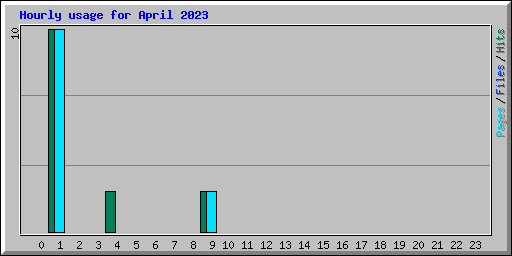 Hourly usage for April 2023
10
Pages/Files/Hits
0 1 2 3 4 5 6 7 8 9 10 11 12 13 14 15 16 17 18 19 20 21 22 23